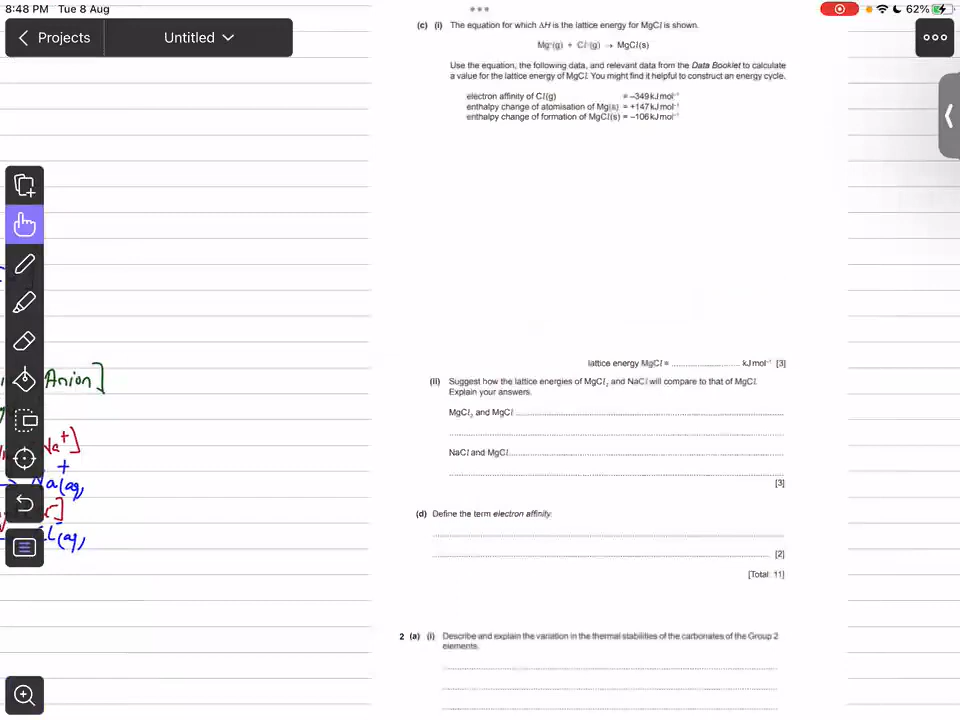 8:48 PM Tue 8 Aug
62%
Projects
Untitled
(c) (i) The equation for which ΔH is the lattice energy for MgCl is shown.
Mg⁺(g) + Cl⁻(g) → MgCl(s)
Use the equation, the following data, and relevant data from the Data Booklet to calculate
a value for the lattice energy of MgCl. You might find it helpful to construct an energy cycle.
electron affinity of Cl(g) = –349 kJ mol⁻¹
enthalpy change of atomisation of Mg(s) = +147 kJ mol⁻¹
enthalpy change of formation of MgCl(s) = –106 kJ mol⁻¹
lattice energy MgCl = ........................ kJ mol⁻¹ [3]
(ii) Suggest how the lattice energies of MgCl₂ and NaCl will compare to that of MgCl.
Explain your answers.
MgCl₂ and MgCl
NaCl and MgCl
[3]
(d) Define the term electron affinity.
[2]
[Total: 11]
2 (a) (i) Describe and explain the variation in the thermal stabilities of the carbonates of the Group 2
elements.
Anion]
Na⁺]
+
Na(aq,
(aq,